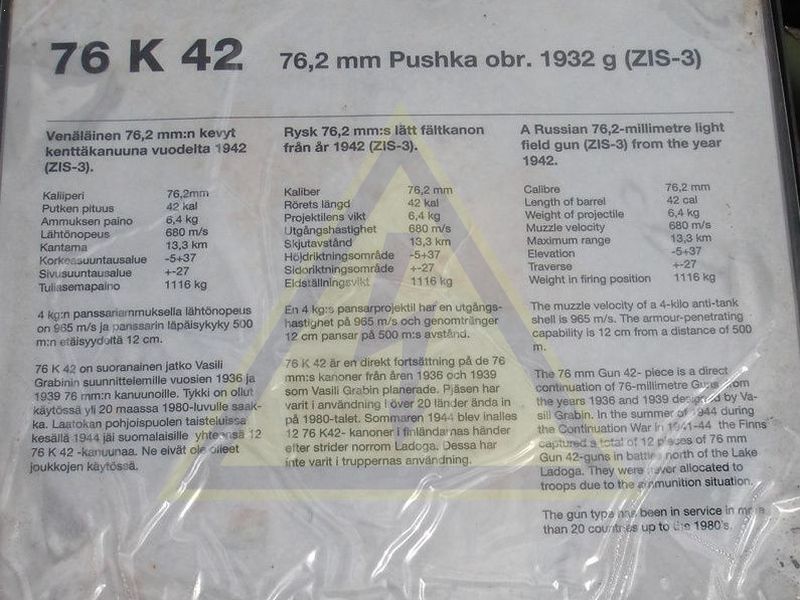 76 K 42
76,2 mm Pushka obr. 1932 g (ZIS-3)
Venäläinen 76,2 mm:n kevyt
kenttäkanuuna vuodelta 1942
(ZIS-3).
Kaliiperi 76,2mm
Putken pituus 42 kal
Ammuksen paino 6,4 kg
Lähtönopeus 680 m/s
Kantama 13,3 km
Korkeasuuntausalue -5+37
Sivusuuntausalue +-27
Tuliasemapaino 1116 kg
4 kg:n panssariammuksella lähtönopeus
on 965 m/s ja panssarin läpäisykyky 500
m:n etäisyydeltä 12 cm.
76 K 42 on suoranainen jatko Vasili
Grabinin suunnittelemille vuosien 1936 ja
1939 76 mm:n kanuunoille. Tykki on ollut
käytössä yli 20 maassa 1980-luvulle saak-
ka. Laatokan pohjoispuolen taisteluissa
kesällä 1944 jäi suomalaisille yhteensä 12
76 K 42 -kanuunaa. Ne eivät ole olleet
joukkojen käytössä.
Rysk 76,2 mm:s lätt fältkanon
från år 1942 (ZIS-3).
Kaliber 76,2 mm
Rörets längd 42 kal
Projektilens vikt 6,4 kg
Utgångshastighet 680 m/s
Skjutavstånd 13,3 km
Höjdriktningsområde -5+37
Sidoriktningsområde +-27
Eldställningsvikt 1116 kg
En 4 kg:s pansarprojektil har en utgångs-
hastighet på 965 m/s och genomtränger
12 cm pansar på 500 m:s avstånd.
76 K 42 är en direkt fortsättning på de 76
mm:s kanoner från åren 1936 och 1939
som Vasili Grabin planerade. Pjäsen har
varit i användning i över 20 länder ända in
på 1980-talet. Sommaren 1944 blev inalles
12 76 K42- kanoner i finländarnas händer
efter strider norrom Ladoga. Dessa har
inte varit i truppernas användning.
A Russian 76,2-millimetre light
field gun (ZIS-3) from the year
1942.
Calibre 76,2 mm
Length of barrel 42 cal
Weight of projectile 6,4 kg
Muzzle velocity 680 m/s
Maximum range 13,3 km
Elevation -5+37
Traverse +-27
Weight in firing position 1116 kg
The muzzle velocity of a 4-kilo anti-tank
shell is 965 m/s. The armour-penetrating
capability is 12 cm from a distance of 500
m.
The 76 mm Gun 42- piece is a direct
continuation of 76-millimetre Guns from
the years 1936 and 1939 designed by Va-
sili Grabin. In the summer of 1944 during
the Continuation War in 1941-44 the Finns
captured a total of 12 pieces of 76 mm
Gun 42-guns in battles north of the Lake
Ladoga. They were never allocated to
troops due to the ammunition situation.
The gun type has been in service in more
than 20 countries up to the 1980's.